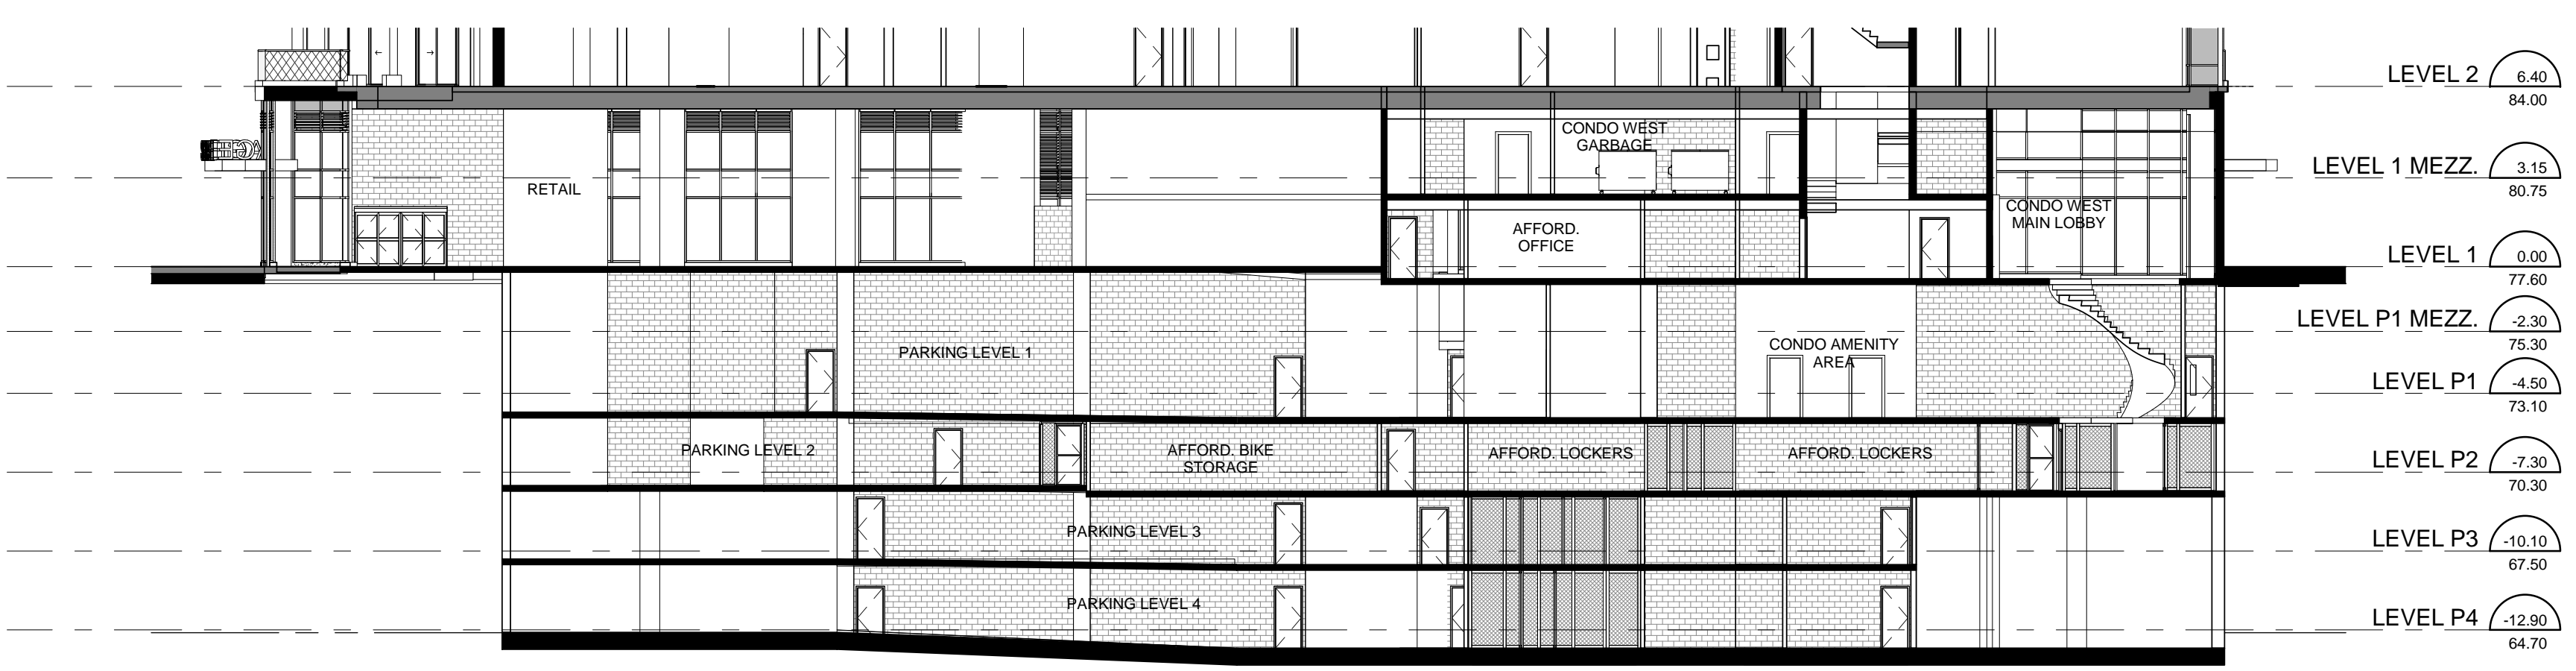 LEVEL 2
6.40
84.00
CONDO WEST
GARBAGE
LEVEL 1 MEZZ.
3.15
80.75
RETAIL
AFFORD.
OFFICE
CONDO WEST
MAIN LOBBY
LEVEL 1
0.00
77.60
LEVEL P1 MEZZ.
-2.30
75.30
PARKING LEVEL 1
CONDO AMENITY
AREA
LEVEL P1
-4.50
73.10
PARKING LEVEL 2
AFFORD. BIKE
STORAGE
AFFORD. LOCKERS
AFFORD. LOCKERS
LEVEL P2
-7.30
70.30
PARKING LEVEL 3
LEVEL P3
-10.10
67.50
PARKING LEVEL 4
LEVEL P4
-12.90
64.70